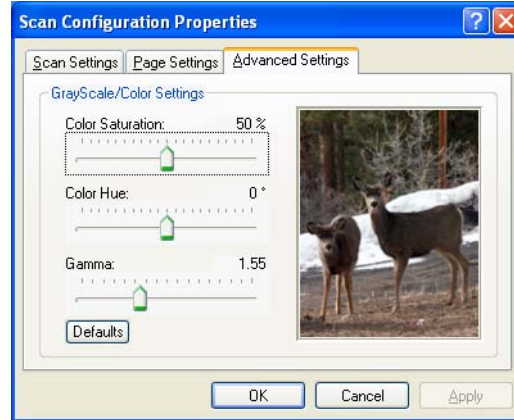 Scan Configuration Properties
Scan Settings Page Settings Advanced Settings
GrayScale/Color Settings
Color Saturation: 50 %
Color Hue: 0 °
Gamma: 1.55
Defaults
OK Cancel Apply